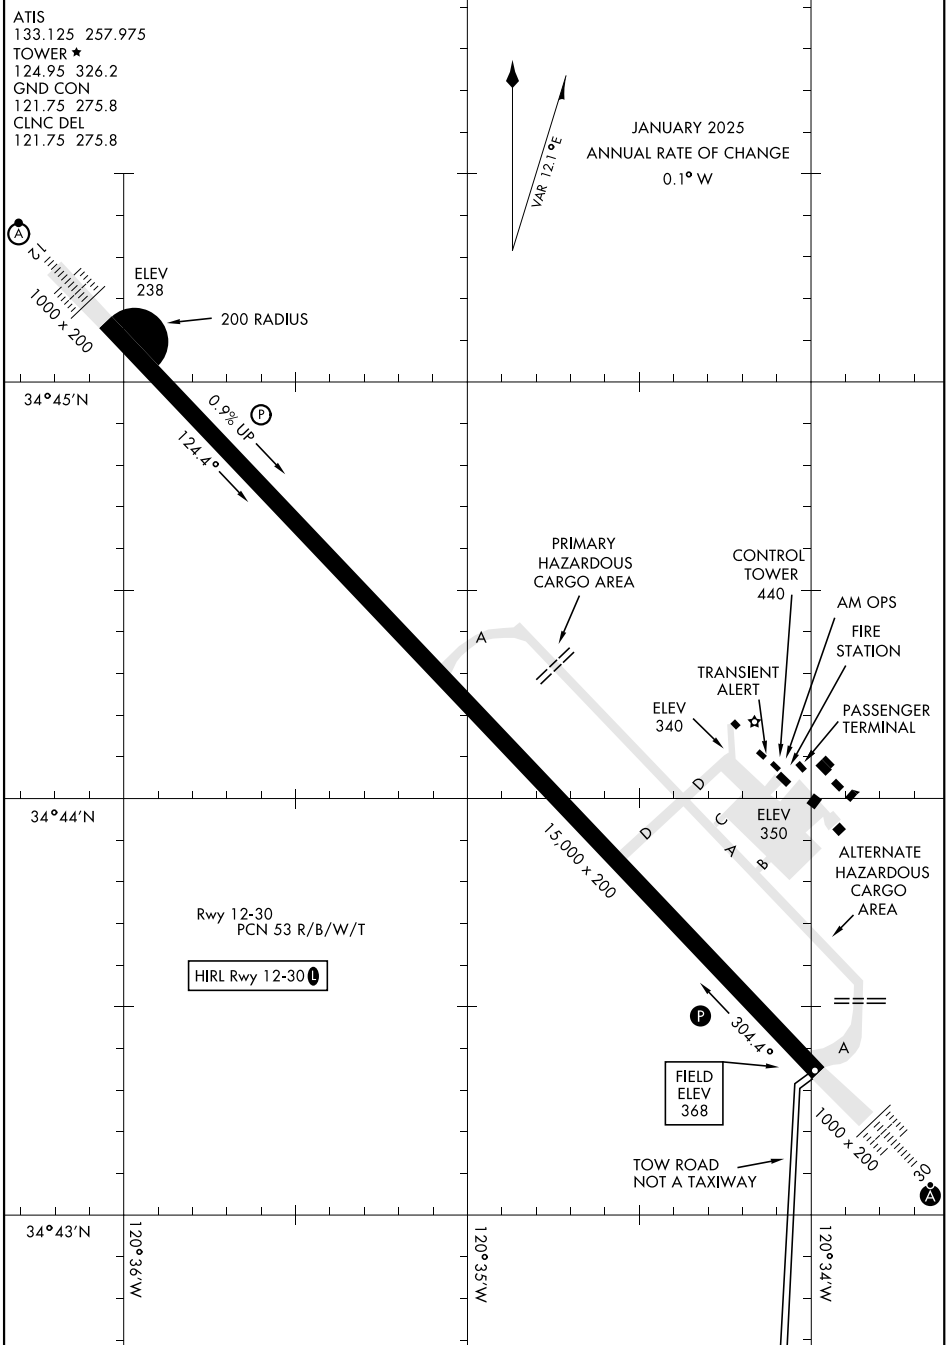 ATIS
133.125 257.975
TOWER ★
124.95 326.2
GND CON
121.75 275.8
CLNC DEL
121.75 275.8
JANUARY 2025
ANNUAL RATE OF CHANGE
0.1° W
VAR 12.1°E
A
12
1000 x 200
ELEV
238
200 RADIUS
34°45'N
0.9% UP
P
124.4°
PRIMARY
HAZARDOUS
CARGO AREA
CONTROL
TOWER
440
AM OPS
FIRE
STATION
A
TRANSIENT
ALERT
ELEV
340
PASSENGER
TERMINAL
D
34°44'N
C
ELEV
350
D
A
B
15,000 x 200
ALTERNATE
HAZARDOUS
CARGO
AREA
Rwy 12-30
PCN 53 R/B/W/T
HIRL Rwy 12-30 L
P
304.4°
A
FIELD
ELEV
368
1000 x 200
TOW ROAD
NOT A TAXIWAY
30
A
34°43'N
120°36'W
120°35'W
120°34'W